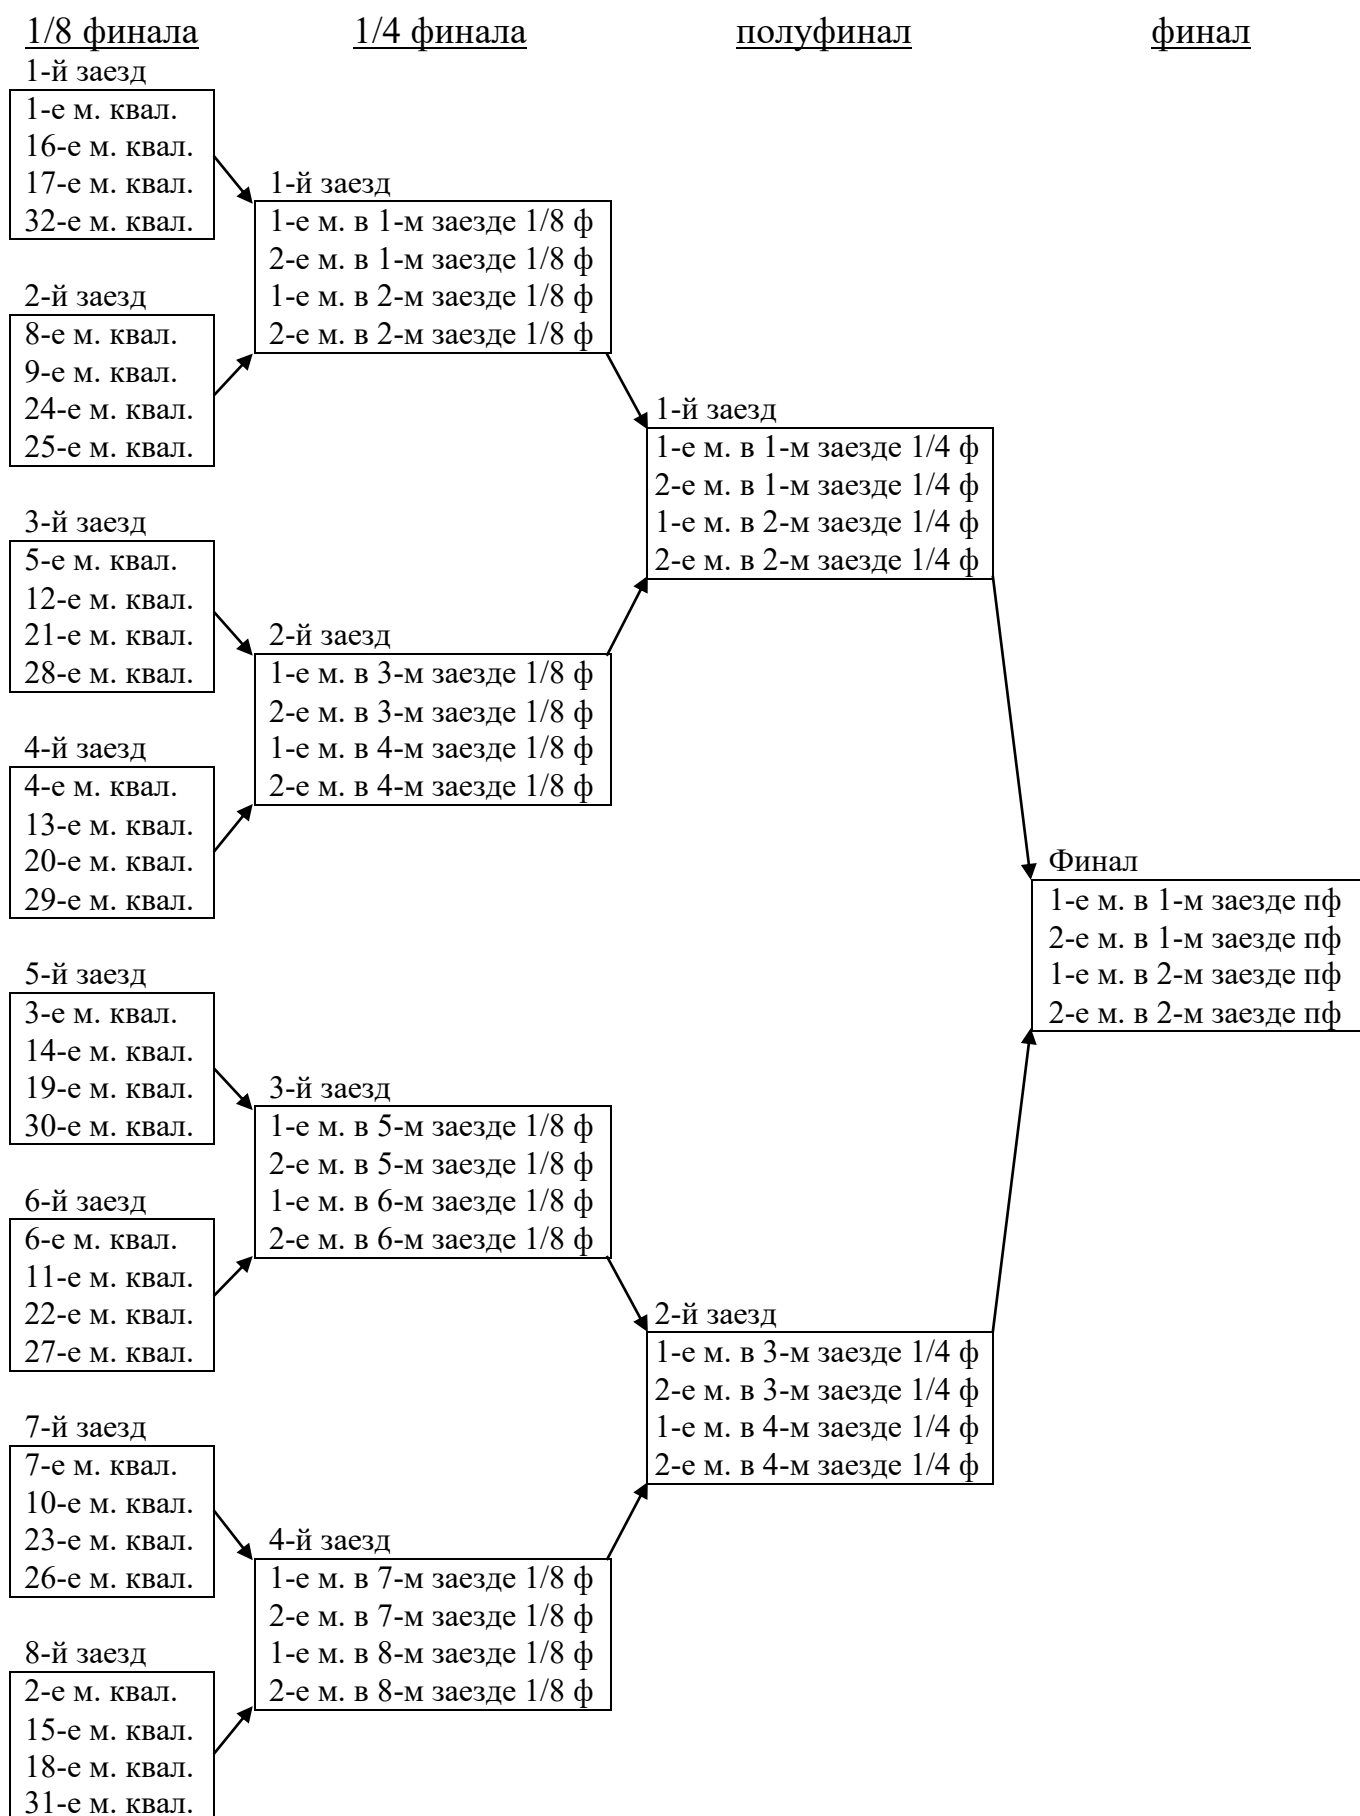 1/8 финала
1/4 финала
полуфинал
финал
1-й заезд
1-е м. квал.
16-е м. квал.
17-е м. квал.
32-е м. квал.
2-й заезд
8-е м. квал.
9-е м. квал.
24-е м. квал.
25-е м. квал.
3-й заезд
5-е м. квал.
12-е м. квал.
21-е м. квал.
28-е м. квал.
4-й заезд
4-е м. квал.
13-е м. квал.
20-е м. квал.
29-е м. квал.
5-й заезд
3-е м. квал.
14-е м. квал.
19-е м. квал.
30-е м. квал.
6-й заезд
6-е м. квал.
11-е м. квал.
22-е м. квал.
27-е м. квал.
7-й заезд
7-е м. квал.
10-е м. квал.
23-е м. квал.
26-е м. квал.
8-й заезд
2-е м. квал.
15-е м. квал.
18-е м. квал.
31-е м. квал.
1-й заезд
1-е м. в 1-м заезде 1/8 ф
2-е м. в 1-м заезде 1/8 ф
1-е м. в 2-м заезде 1/8 ф
2-е м. в 2-м заезде 1/8 ф
2-й заезд
1-е м. в 3-м заезде 1/8 ф
2-е м. в 3-м заезде 1/8 ф
1-е м. в 4-м заезде 1/8 ф
2-е м. в 4-м заезде 1/8 ф
3-й заезд
1-е м. в 5-м заезде 1/8 ф
2-е м. в 5-м заезде 1/8 ф
1-е м. в 6-м заезде 1/8 ф
2-е м. в 6-м заезде 1/8 ф
4-й заезд
1-е м. в 7-м заезде 1/8 ф
2-е м. в 7-м заезде 1/8 ф
1-е м. в 8-м заезде 1/8 ф
2-е м. в 8-м заезде 1/8 ф
1-й заезд
1-е м. в 1-м заезде 1/4 ф
2-е м. в 1-м заезде 1/4 ф
1-е м. в 2-м заезде 1/4 ф
2-е м. в 2-м заезде 1/4 ф
2-й заезд
1-е м. в 3-м заезде 1/4 ф
2-е м. в 3-м заезде 1/4 ф
1-е м. в 4-м заезде 1/4 ф
2-е м. в 4-м заезде 1/4 ф
Финал
1-е м. в 1-м заезде пф
2-е м. в 1-м заезде пф
1-е м. в 2-м заезде пф
2-е м. в 2-м заезде пф